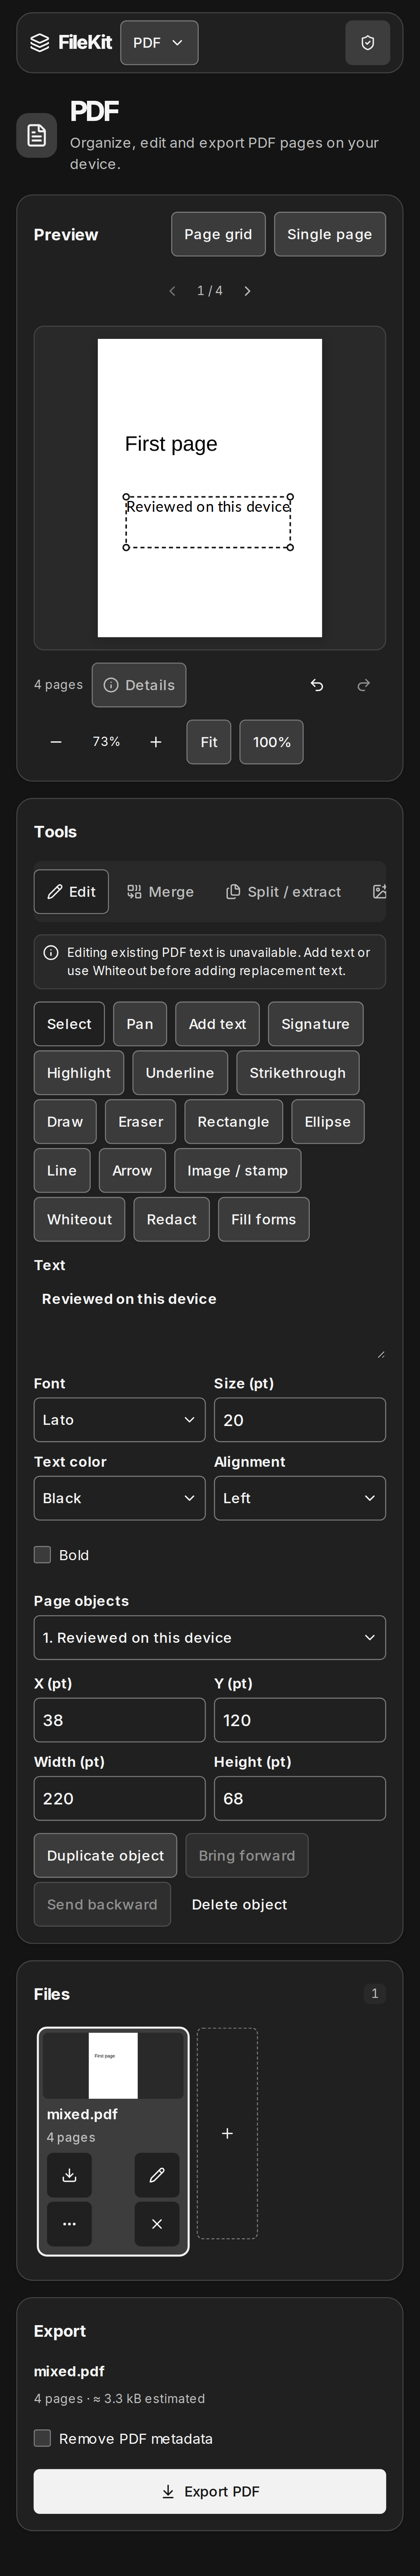 FileKit PDF
PDF
Organize, edit and export PDF pages on your
device.
Preview Page grid Single page
1 / 4
First page
Reviewed on this device
4 pages Details
73% Fit 100%
Tools
Edit Merge Split / extract
Editing existing PDF text is unavailable. Add text or
use Whiteout before adding replacement text.
Select Pan Add text Signature
Highlight Underline Strikethrough
Draw Eraser Rectangle Ellipse
Line Arrow Image / stamp
Whiteout Redact Fill forms
Text
Reviewed on this device
Font Size (pt)
Lato 20
Text color Alignment
Black Left
Bold
Page objects
1. Reviewed on this device
X (pt) Y (pt)
38 120
Width (pt) Height (pt)
220 68
Duplicate object Bring forward
Send backward Delete object
Files 1
First page
mixed.pdf
4 pages
Export
mixed.pdf
4 pages · ≈ 3.3 kB estimated
Remove PDF metadata
Export PDF